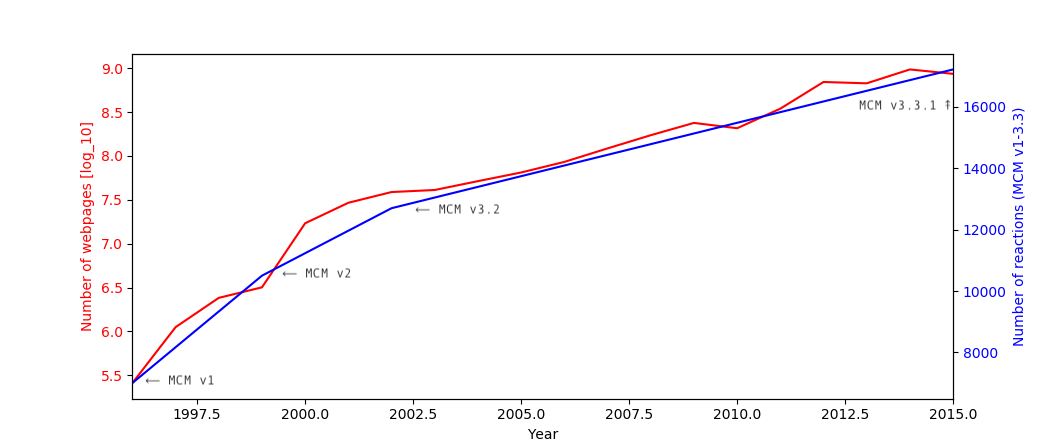 9.0
8.5
8.0
7.5
7.0
6.5
6.0
5.5
Number of webpages [log_10]
MCM v3.3.1 ↑
← MCM v3.2
← MCM v2
← MCM v1
16000
14000
12000
10000
8000
Number of reactions (MCM v1-3.3)
1997.5 2000.0 2002.5 2005.0 2007.5 2010.0 2012.5 2015.0
Year